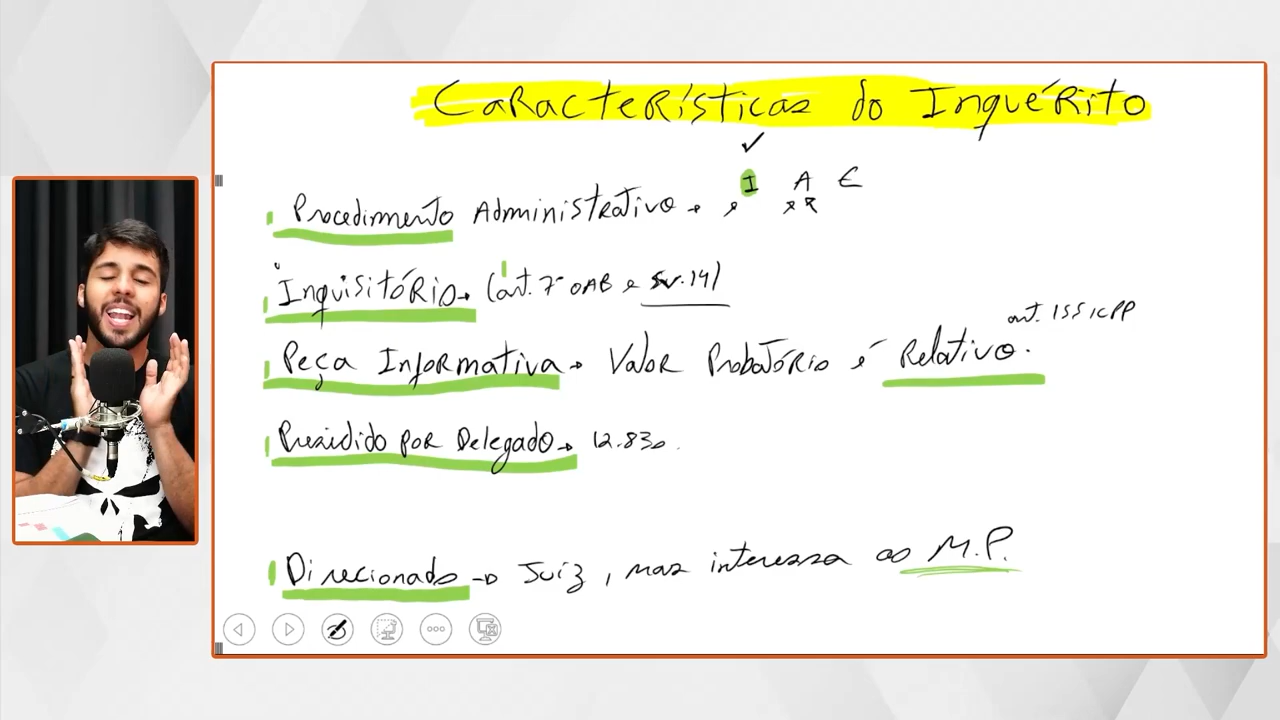 Características do Inquérito
✓
I A E
Procedimento Administrativo →
Inquisitório → (art. 7º OAB e Sv. 14)
art. 155/CPP
Peça Informativa → Valor Probatório é Relativo.
Presidido por Delegado → 12.830
Direcionado → Juiz, mas interessa ao M.P.